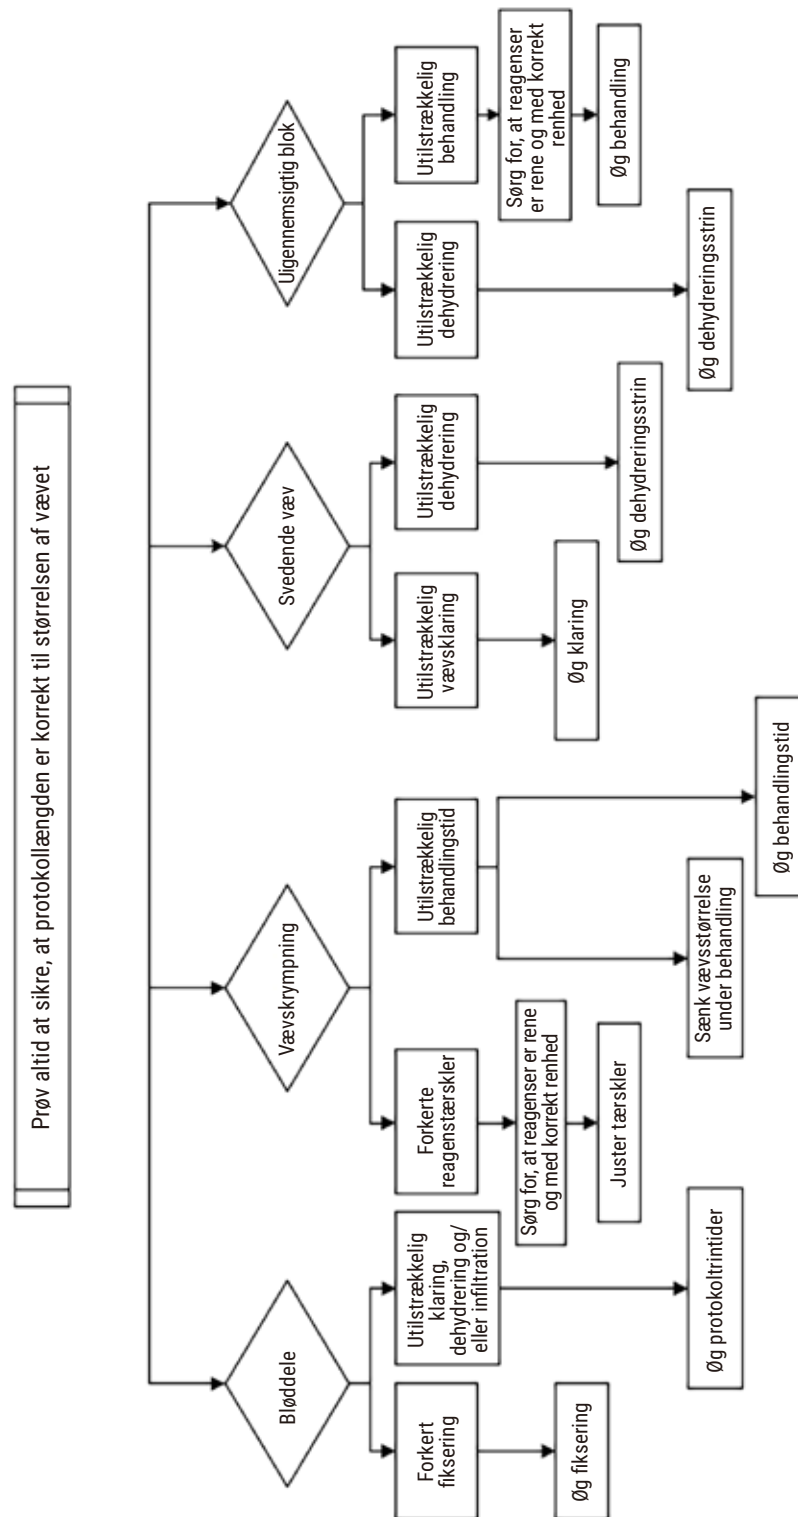 Prøv altid at sikre, at protokollængden er korrekt til størrelsen af vævet
Bløddele
Forkert
fiksering
Øg fiksering
Utilstrækkelig
klaring,
dehydrering og/
eller infiltration
Øg protokoltrintider
Vævskrympning
Forkerte
reagenstærskler
Sørg for, at reagenser er rene
og med korrekt renhed
Juster tærskler
Utilstrækkelig
behandlingstid
Sænk vævsstørrelse
under behandling
Øg behandlingstid
Svedende væv
Utilstrækkelig
vævsklaring
Øg klaring
Utilstrækkelig
dehydrering
Øg dehydreringsstrin
Uigennemsigtig blok
Utilstrækkelig
dehydrering
Øg dehydreringsstrin
Utilstrækkelig
behandling
Sørg for, at reagenser
er rene og med korrekt
renhed
Øg behandling